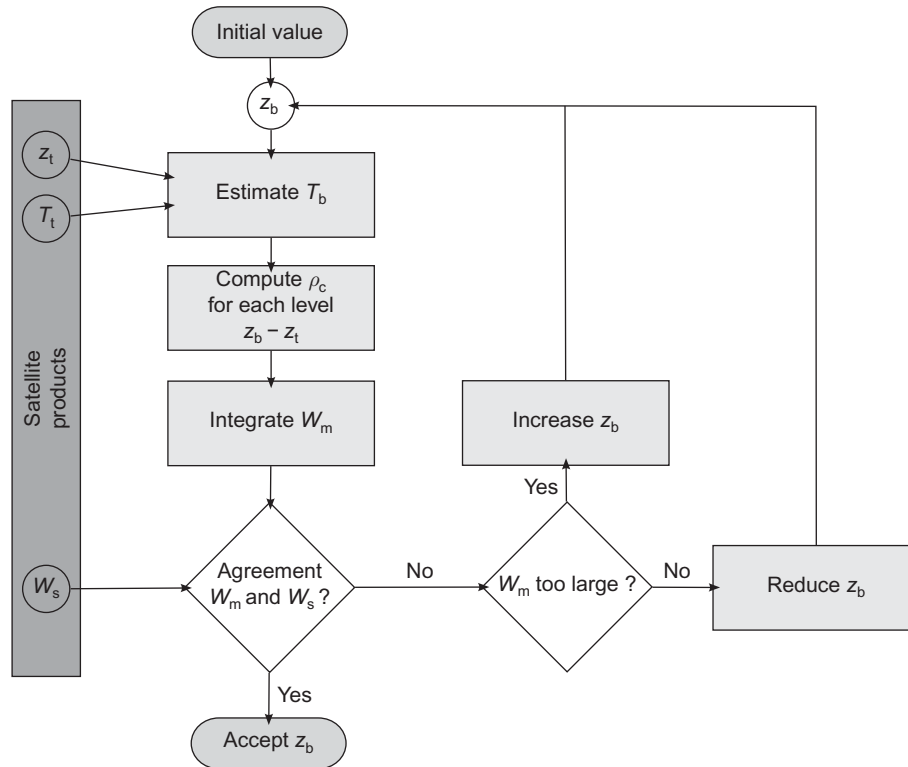 Initial value
z_b
z_t
Estimate T_b
T_t
Compute ρ_c
for each level
z_b – z_t
Satellite
products
Integrate W_m
Increase z_b
Yes
W_s
Agreement
W_m and W_s ?
No
W_m too large ?
No
Reduce z_b
Yes
Accept z_b